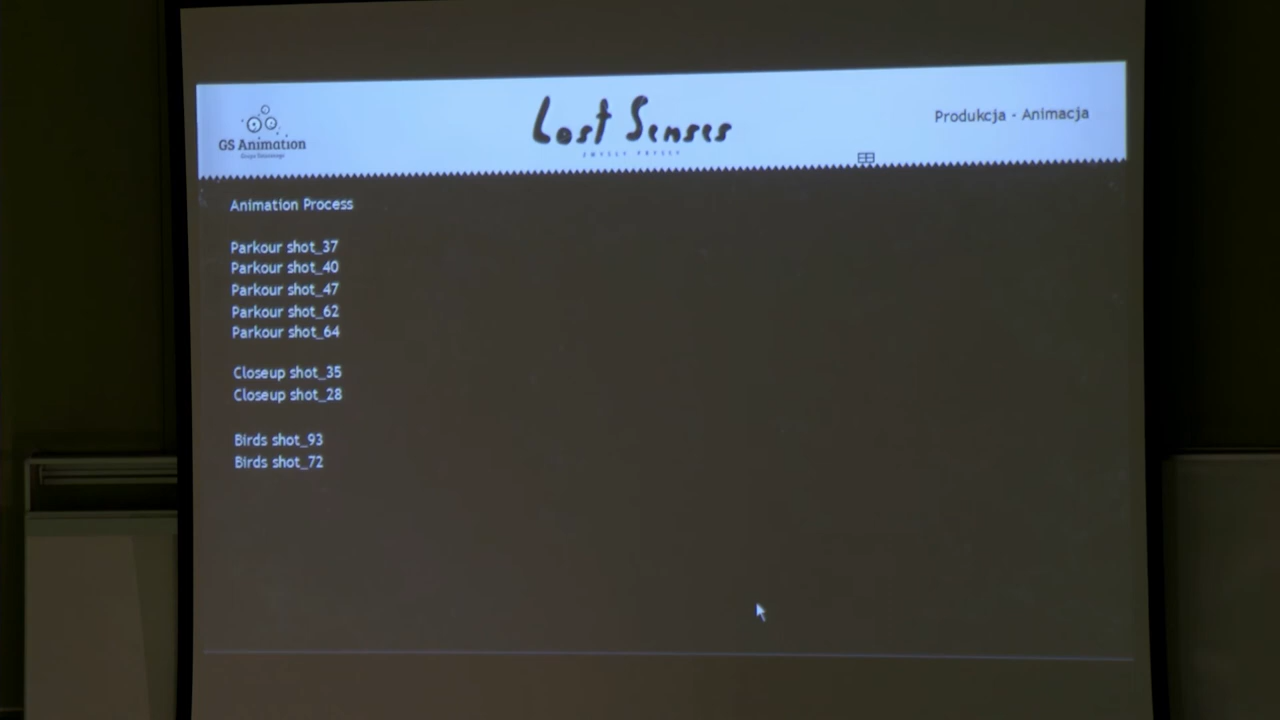 GS Animation
Lost Senses
Produkcja - Animacja
Animation Process
Parkour shot_37
Parkour shot_40
Parkour shot_47
Parkour shot_62
Parkour shot_64
Closeup shot_35
Closeup shot_28
Birds shot_93
Birds shot_72